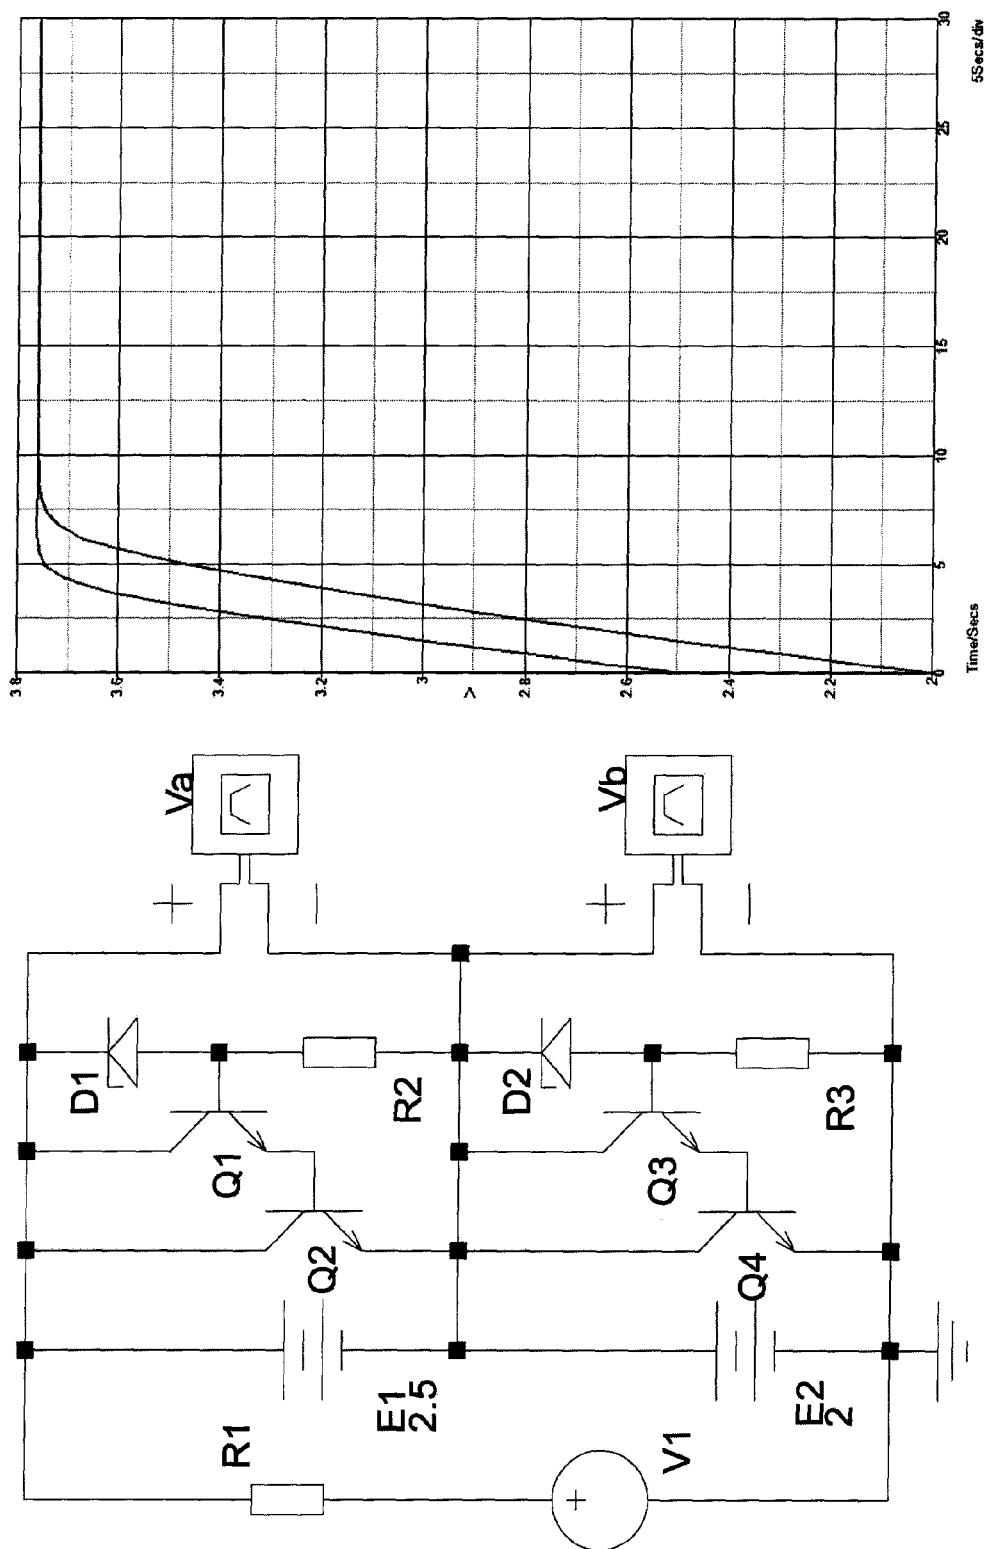 3.8
3.6
3.4
3.2
3
2.8
2.6
2.4
2.2
2
V
0
5
10
15
20
25
30
Time/Secs
5Secs/div
Va
+
−
Vb
+
−
D1
R2
D2
R3
Q1
Q2
Q3
Q4
E1
2.5
E2
2
R1
V1
+